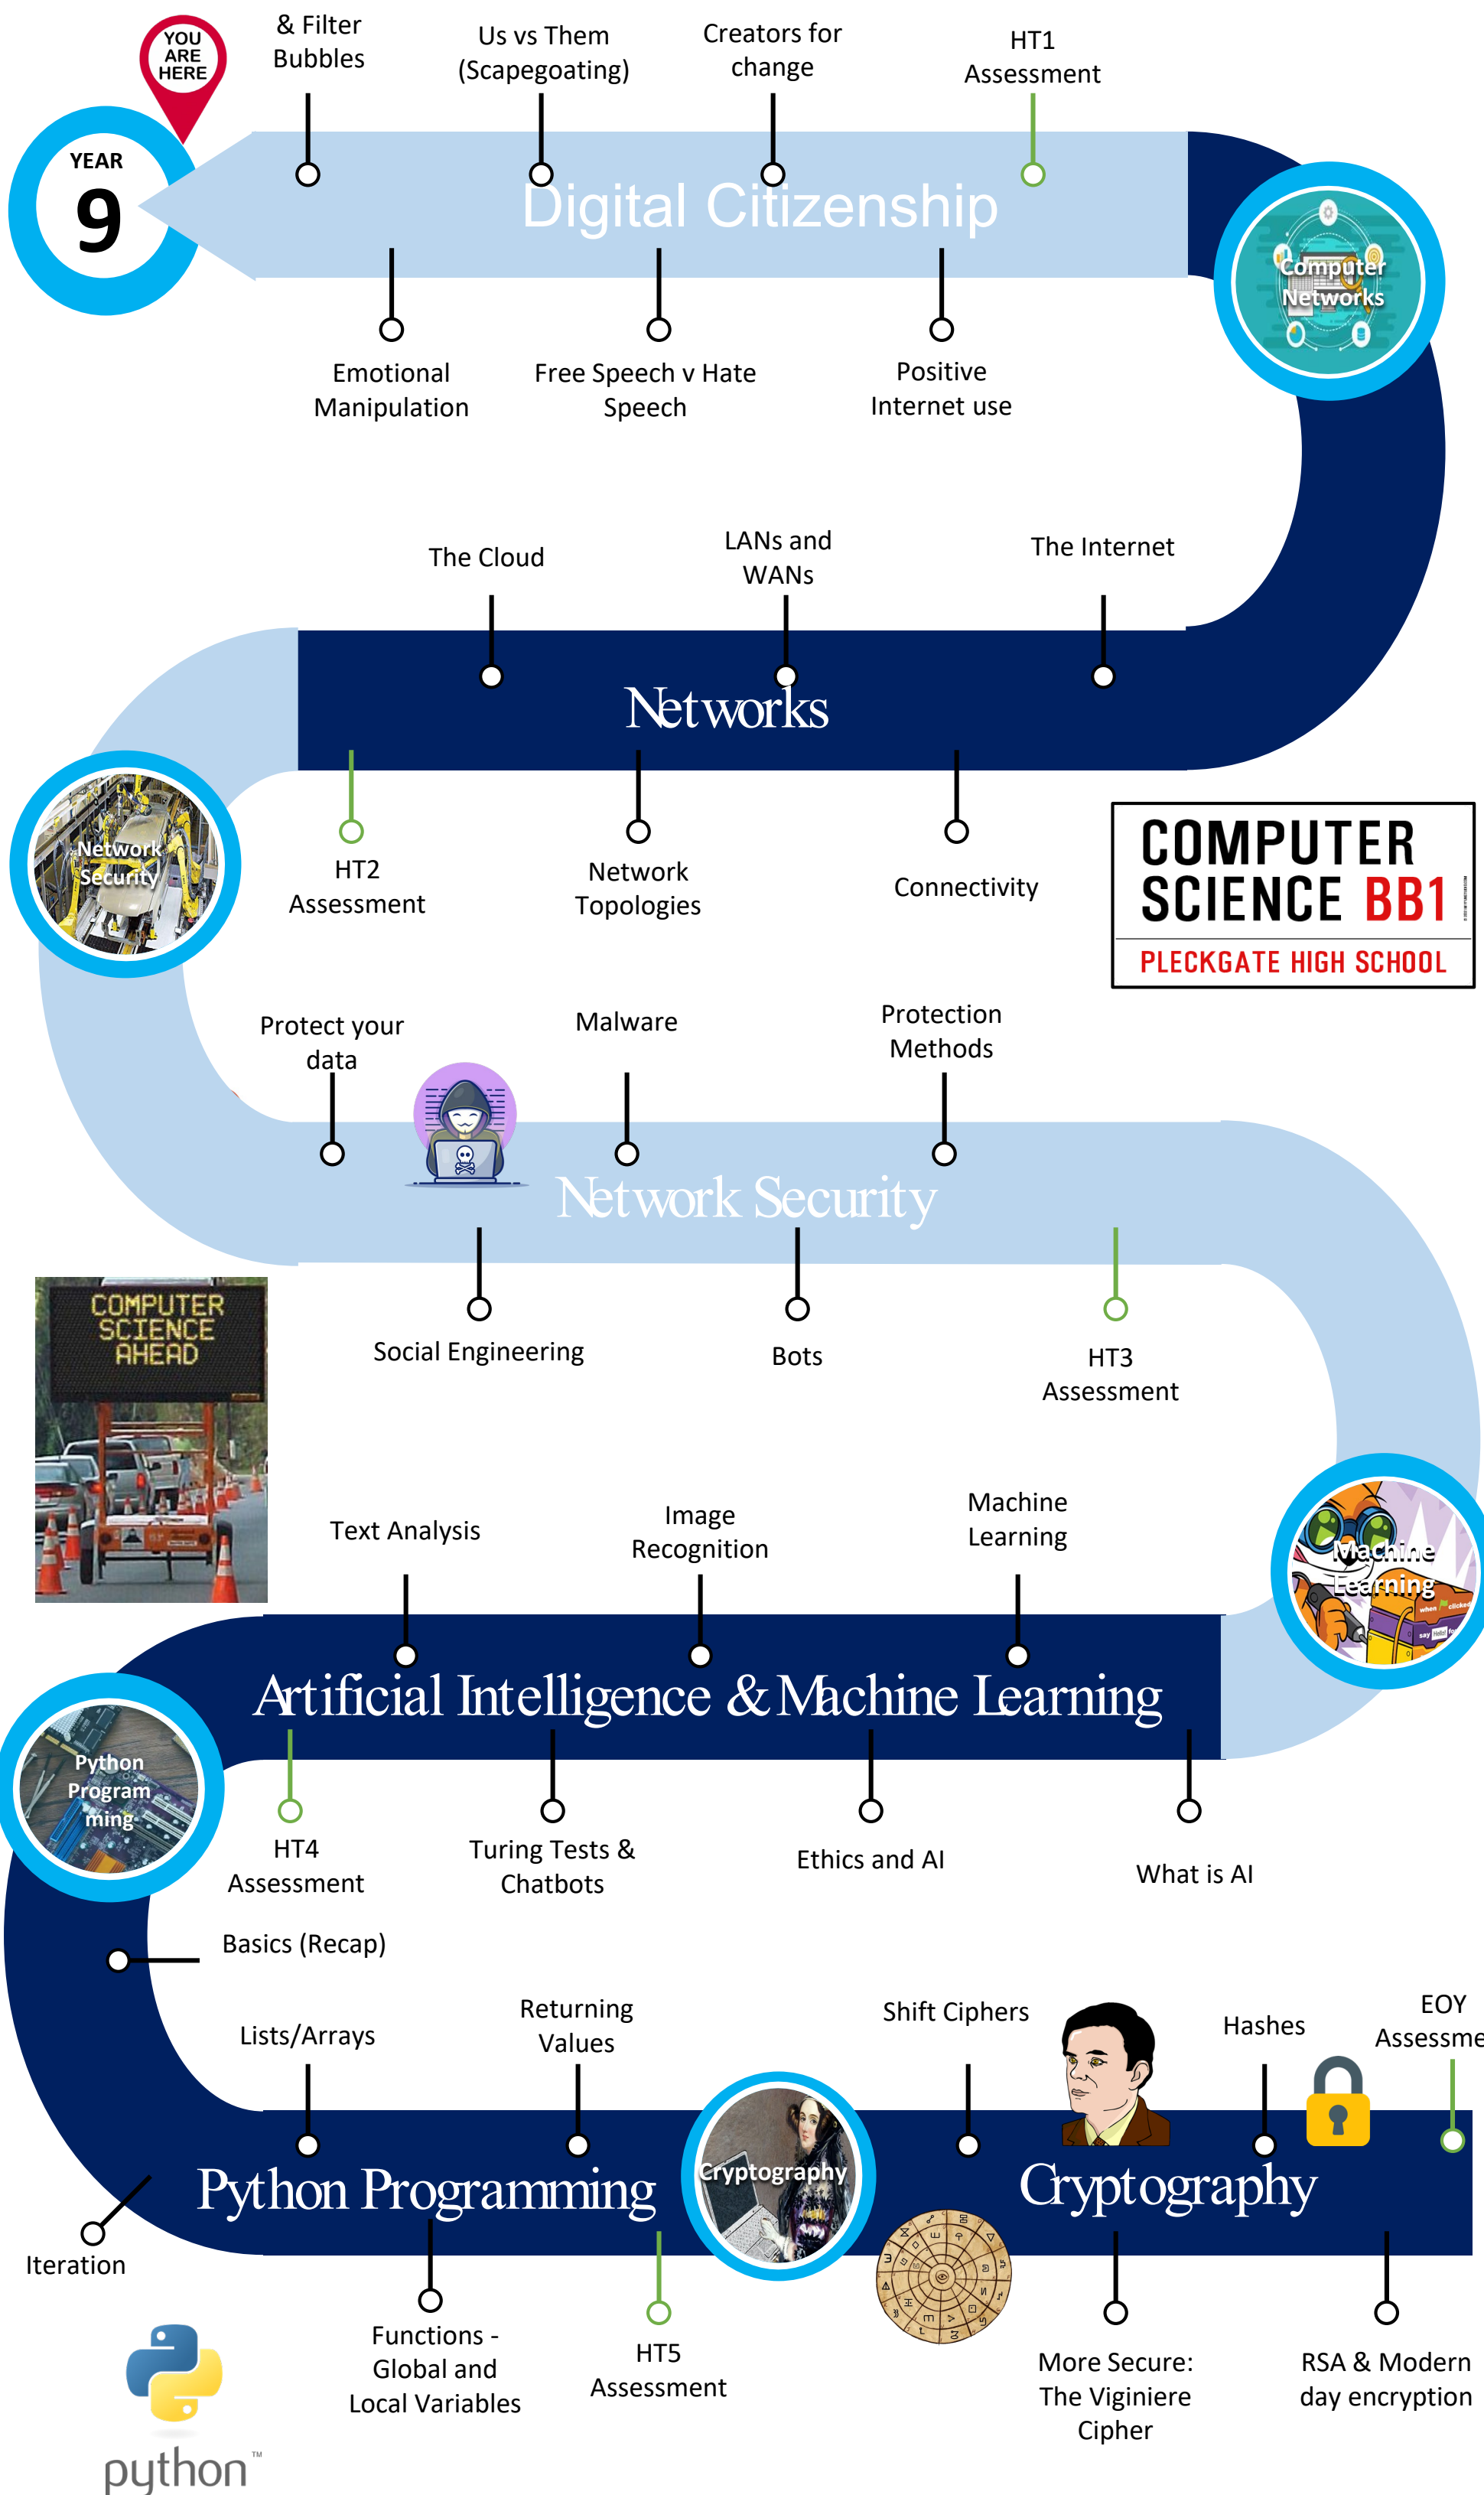 YOU
ARE
HERE
& Filter
Bubbles
Us vs Them
(Scapegoating)
Creators for
change
HT1
Assessment
YEAR
9
Digital Citizenship
Computer
Networks
Emotional
Manipulation
Free Speech v Hate
Speech
Positive
Internet use
The Cloud
LANs and
WANs
The Internet
Networks
Network
Security
HT2
Assessment
Network
Topologies
Connectivity
COMPUTER
SCIENCE BB1
PLECKGATE HIGH SCHOOL
Protect your
data
Malware
Protection
Methods
Network Security
Social Engineering
Bots
HT3
Assessment
COMPUTER
SCIENCE
AHEAD
Text Analysis
Image
Recognition
Machine
Learning
Machine
Learning
when clicked
say Hello! for
Artificial Intelligence & Machine Learning
Python
Program
ming
HT4
Assessment
Turing Tests &
Chatbots
Ethics and AI
What is AI
Basics (Recap)
Lists/Arrays
Returning
Values
Shift Ciphers
Hashes
EOY
Assessme
Python Programming
Cryptography
Cryptography
Iteration
Functions -
Global and
Local Variables
HT5
Assessment
More Secure:
The Viginiere
Cipher
RSA & Modern
day encryption
python™